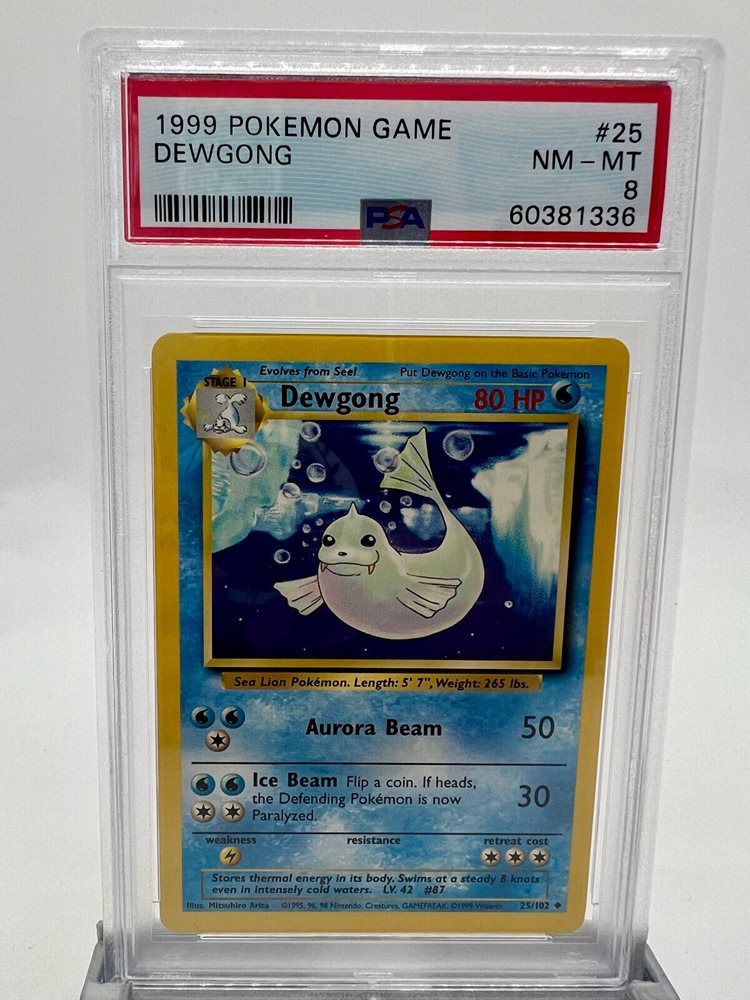 1999 POKEMON GAME #25
DEWGONG NM - MT
8
60381336
PSA
STAGE 1 Evolves from Seel Put Dewgong on the Basic Pokémon
Dewgong 80 HP
Sea Lion Pokémon. Length: 5' 7", Weight: 265 lbs.
Aurora Beam 50
Ice Beam Flip a coin. If heads,
the Defending Pokémon is now
Paralyzed.
30
weakness resistance retreat cost
Stores thermal energy in its body. Swims at a steady 8 knots
even in intensely cold waters. LV. 42 #87
Illus. Mitsuhiro Arita ©1995, 96, 98 Nintendo, Creatures, GAMEFREAK. ©1999 Wizards. 25/102